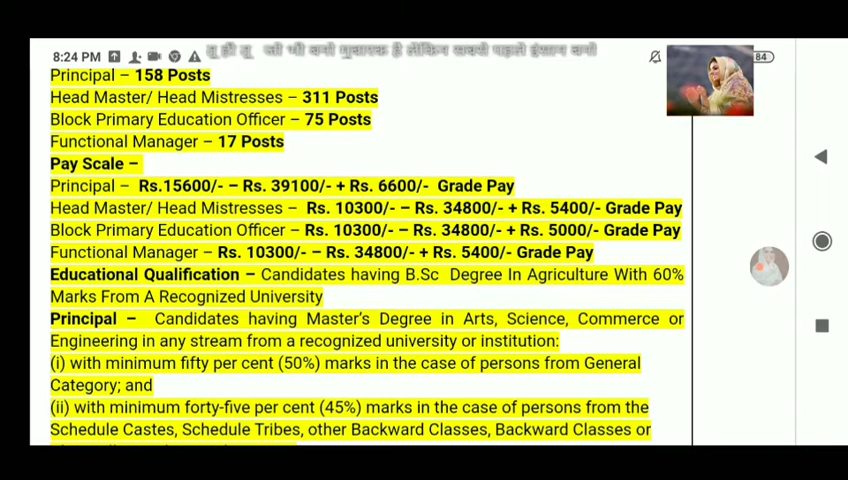 8:24 PM
तू ही तू जो भी बनो मुबारक है लेकिन सबसे पहले इंसान बनो
84
Principal – 158 Posts
Head Master/ Head Mistresses – 311 Posts
Block Primary Education Officer – 75 Posts
Functional Manager – 17 Posts
Pay Scale –
Principal – Rs.15600/- – Rs. 39100/- + Rs. 6600/- Grade Pay
Head Master/ Head Mistresses – Rs. 10300/- – Rs. 34800/- + Rs. 5400/- Grade Pay
Block Primary Education Officer – Rs. 10300/- – Rs. 34800/- + Rs. 5000/- Grade Pay
Functional Manager – Rs. 10300/- – Rs. 34800/- + Rs. 5400/- Grade Pay
Educational Qualification – Candidates having B.Sc Degree In Agriculture With 60%
Marks From A Recognized University
Principal – Candidates having Master's Degree in Arts, Science, Commerce or
Engineering in any stream from a recognized university or institution:
(i) with minimum fifty per cent (50%) marks in the case of persons from General
Category; and
(ii) with minimum forty-five per cent (45%) marks in the case of persons from the
Schedule Castes, Schedule Tribes, other Backward Classes, Backward Classes or